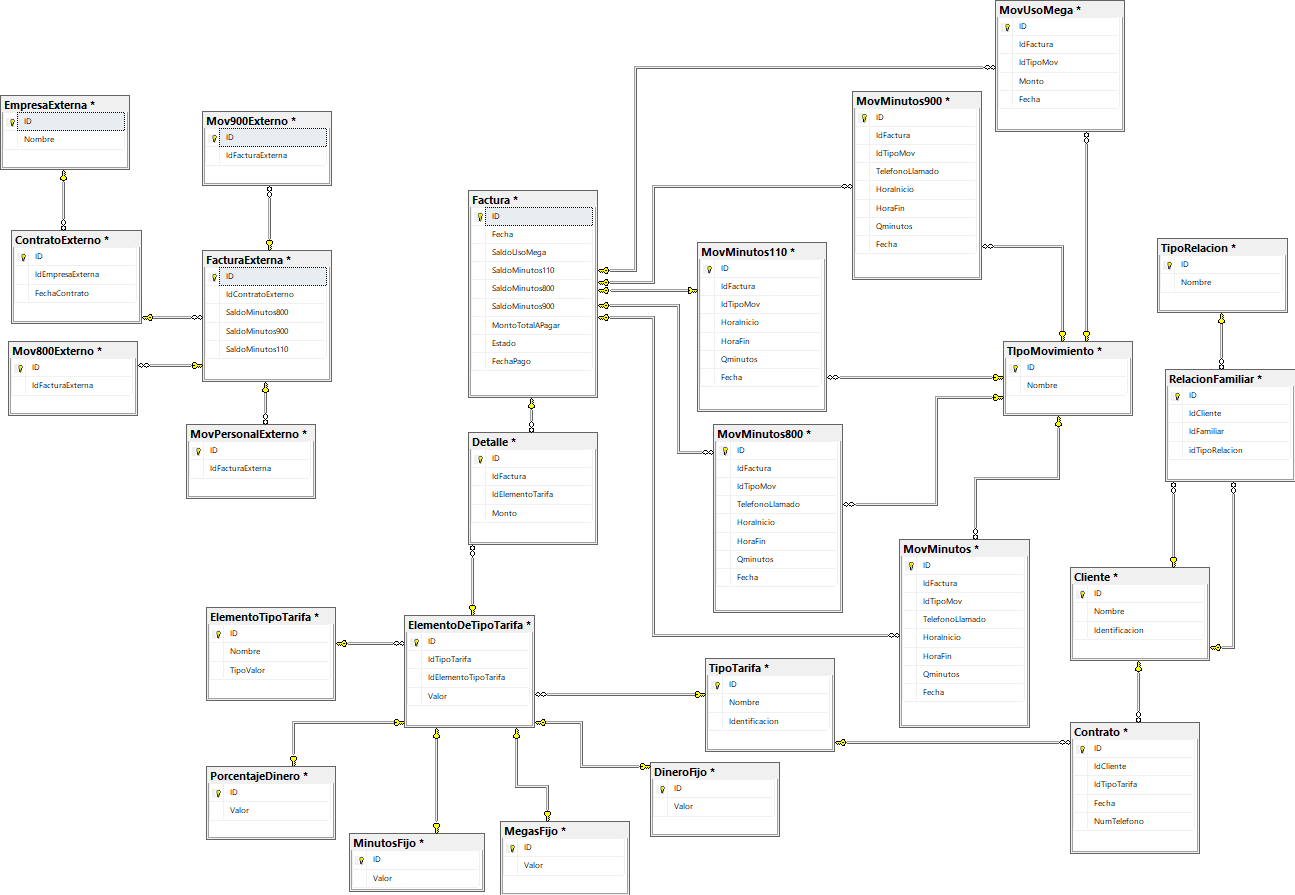 MovUsoMega *
ID
IdFactura
IdTipoMov
Monto
Fecha
EmpresaExterna *
ID
Nombre
Mov900Externo *
ID
IdFacturaExterna
MovMinutos900 *
ID
IdFactura
IdTipoMov
TelefonoLlamado
HoraInicio
HoraFin
Qminutos
Fecha
Factura *
ID
Fecha
SaldoUsoMega
SaldoMinutos110
SaldoMinutos800
SaldoMinutos900
MontoTotalAPagar
Estado
FechaPago
ContratoExterno *
ID
IdEmpresaExterna
FechaContrato
FacturaExterna *
ID
IdContratoExterno
SaldoMinutos800
SaldoMinutos900
SaldoMinutos110
MovMinutos110 *
ID
IdFactura
IdTipoMov
HoraInicio
HoraFin
Qminutos
Fecha
TipoRelacion *
ID
Nombre
Mov800Externo *
ID
IdFacturaExterna
TIpoMovimiento *
ID
Nombre
RelacionFamiliar *
ID
IdCliente
IdFamiliar
idTipoRelacion
MovPersonalExterno *
ID
IdFacturaExterna
Detalle *
ID
IdFactura
IdElementoTarifa
Monto
MovMinutos800 *
ID
IdFactura
IdTipoMov
TelefonoLlamado
HoraInicio
HoraFin
Qminutos
Fecha
MovMinutos *
ID
IdFactura
IdTipoMov
TelefonoLlamado
HoraInicio
HoraFin
Qminutos
Fecha
Cliente *
ID
Nombre
Identificacion
ElementoTipoTarifa *
ID
Nombre
TipoValor
ElementoDeTipoTarifa *
ID
IdTipoTarifa
IdElementoTipoTarifa
Valor
TipoTarifa *
ID
Nombre
Identificacion
Contrato *
ID
IdCliente
IdTipoTarifa
Fecha
NumTelefono
PorcentajeDinero *
ID
Valor
DineroFijo *
ID
Valor
MinutosFijo *
ID
Valor
MegasFijo *
ID
Valor